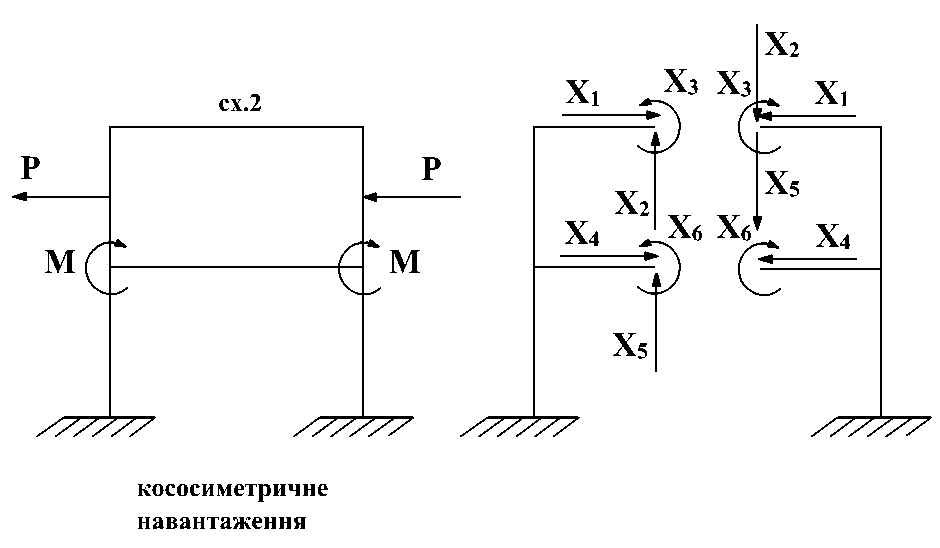 сх.2
P
P
M
M
X1
X3
X2
X3
X1
X2
X5
X4
X6
X6
X4
X5
кососиметричне
навантаження